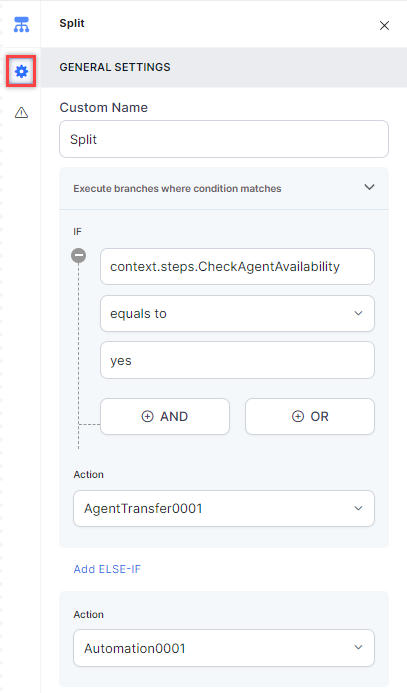 Split
GENERAL SETTINGS
Custom Name
Split
Execute branches where condition matches
IF
context.steps.CheckAgentAvailability
equals to
yes
AND OR
Action
AgentTransfer0001
Add ELSE-IF
Action
Automation0001